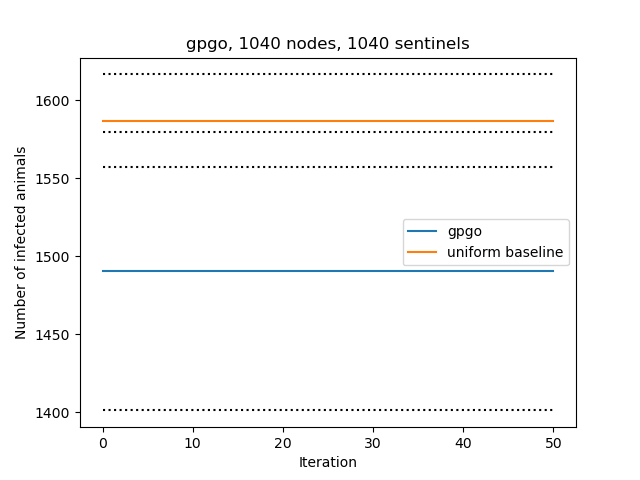 gpgo, 1040 nodes, 1040 sentinels
Number of infected animals
1600
1550
1500
1450
1400
gpgo
uniform baseline
0 10 20 30 40 50
Iteration